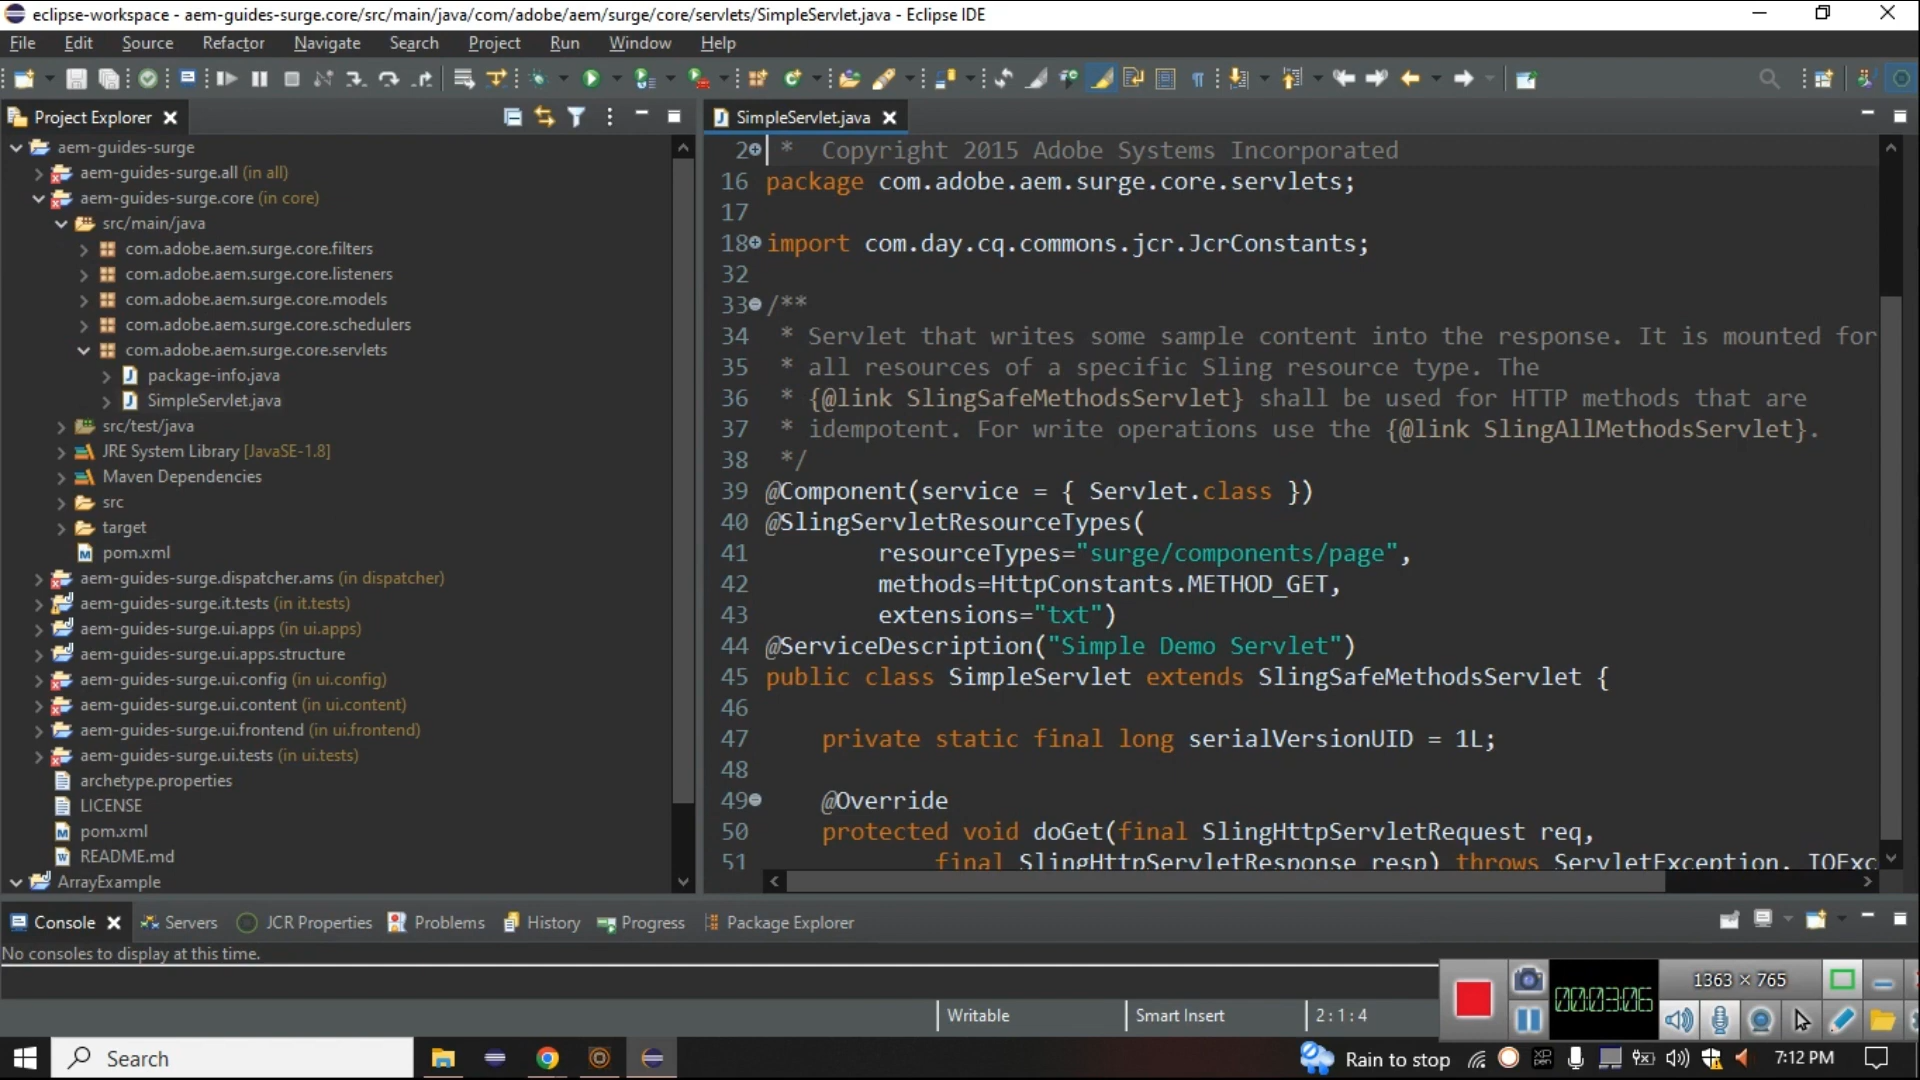 eclipse-workspace - aem-guides-surge.core/src/main/java/com/adobe/aem/surge/core/servlets/SimpleServlet.java - Eclipse IDE
File Edit Source Refactor Navigate Search Project Run Window Help
Project Explorer
aem-guides-surge
aem-guides-surge.all (in all)
aem-guides-surge.core (in core)
src/main/java
com.adobe.aem.surge.core.filters
com.adobe.aem.surge.core.listeners
com.adobe.aem.surge.core.models
com.adobe.aem.surge.core.schedulers
com.adobe.aem.surge.core.servlets
package-info.java
SimpleServlet.java
src/test/java
JRE System Library [JavaSE-1.8]
Maven Dependencies
src
target
pom.xml
aem-guides-surge.dispatcher.ams (in dispatcher)
aem-guides-surge.it.tests (in it.tests)
aem-guides-surge.ui.apps (in ui.apps)
aem-guides-surge.ui.apps.structure
aem-guides-surge.ui.config (in ui.config)
aem-guides-surge.ui.content (in ui.content)
aem-guides-surge.ui.frontend (in ui.frontend)
aem-guides-surge.ui.tests (in ui.tests)
archetype.properties
LICENSE
pom.xml
README.md
ArrayExample
SimpleServlet.java
2 * Copyright 2015 Adobe Systems Incorporated
16 package com.adobe.aem.surge.core.servlets;
17
18 import com.day.cq.commons.jcr.JcrConstants;
32
33 /**
34 * Servlet that writes some sample content into the response. It is mounted for
35 * all resources of a specific Sling resource type. The
36 * {@link SlingSafeMethodsServlet} shall be used for HTTP methods that are
37 * idempotent. For write operations use the {@link SlingAllMethodsServlet}.
38 */
39 @Component(service = { Servlet.class })
40 @SlingServletResourceTypes(
41 resourceTypes="surge/components/page",
42 methods=HttpConstants.METHOD_GET,
43 extensions="txt")
44 @ServiceDescription("Simple Demo Servlet")
45 public class SimpleServlet extends SlingSafeMethodsServlet {
46
47 private static final long serialVersionUID = 1L;
48
49 @Override
50 protected void doGet(final SlingHttpServletRequest req,
51 final SlingHttpServletResponse resp) throws ServletException, IOExc
Console Servers JCR Properties Problems History Progress Package Explorer
No consoles to display at this time.
Writable Smart Insert 2:1:4
1363 × 765
00:03:06
Search
Rain to stop
7:12 PM